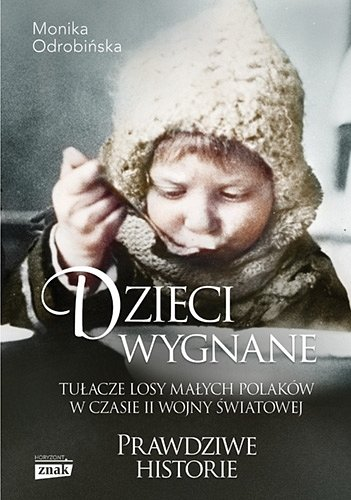 Monika
Odrobińska
DZIECI
WYGNANE
TUŁACZE LOSY MAŁYCH POLAKÓW
W CZASIE II WOJNY ŚWIATOWEJ
PRAWDZIWE
HISTORIE
HORYZONT
znak